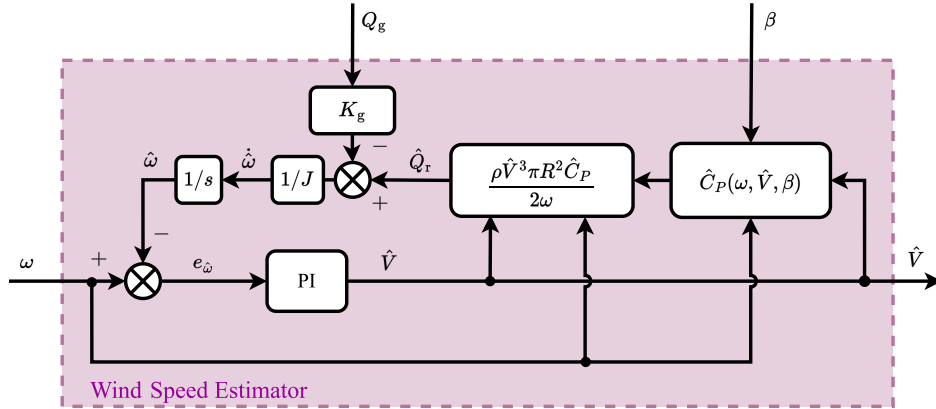 Q_g
β
K_g
−
ω̂
ω̂̇
Q̂_r
1/s
1/J
+
ρV̂³πR²Ĉ_P
2ω
Ĉ_P(ω, V̂, β)
−
ω
+
e_ω̂
PI
V̂
V̂
Wind Speed Estimator